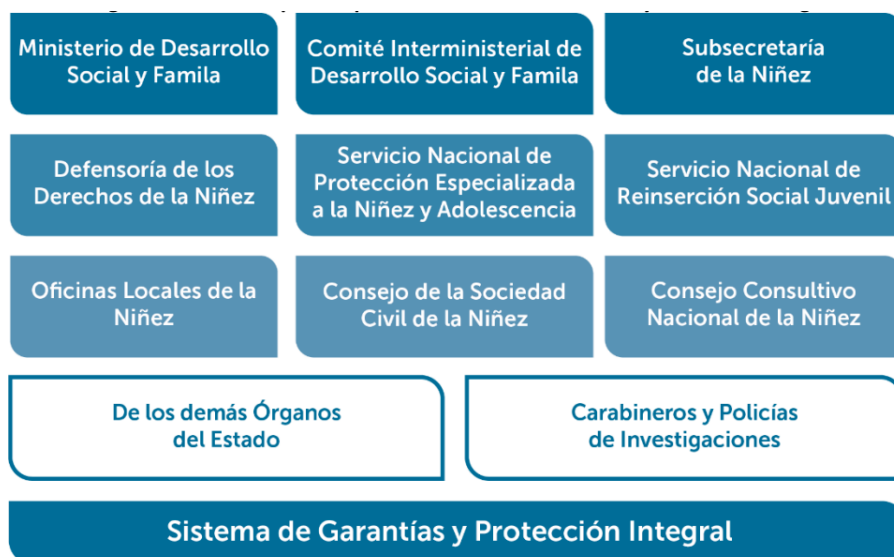 Ministerio de Desarrollo
Social y Famila
Comité Interministerial de
Desarrollo Social y Famila
Subsecretaría
de la Niñez
Defensoría de los
Derechos de la Niñez
Servicio Nacional de
Protección Especializada
a la Niñez y Adolescencia
Servicio Nacional de
Reinserción Social Juvenil
Oficinas Locales de la
Niñez
Consejo de la Sociedad
Civil de la Niñez
Consejo Consultivo
Nacional de la Niñez
De los demás Órganos
del Estado
Carabineros y Policías
de Investigaciones
Sistema de Garantías y Protección Integral